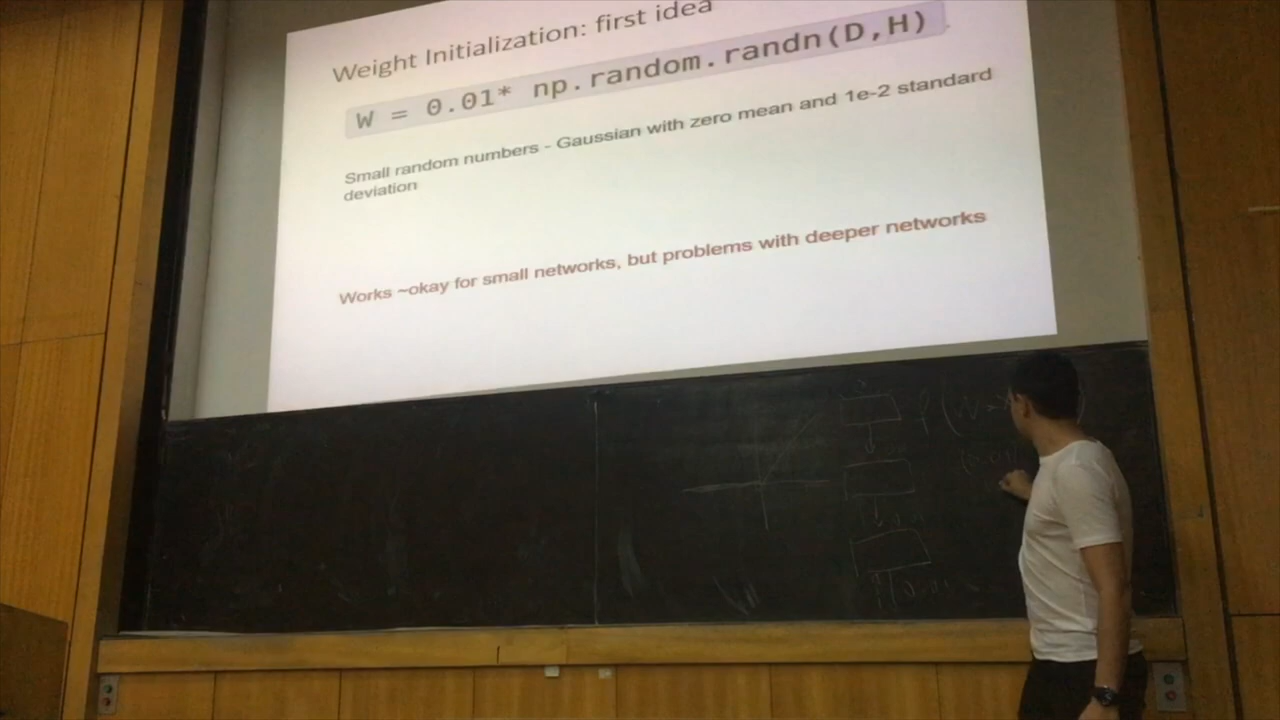 Weight Initialization: first idea
W = 0.01* np.random.randn(D,H)
Small random numbers - Gaussian with zero mean and 1e-2 standard
deviation
Works ~okay for small networks, but problems with deeper networks